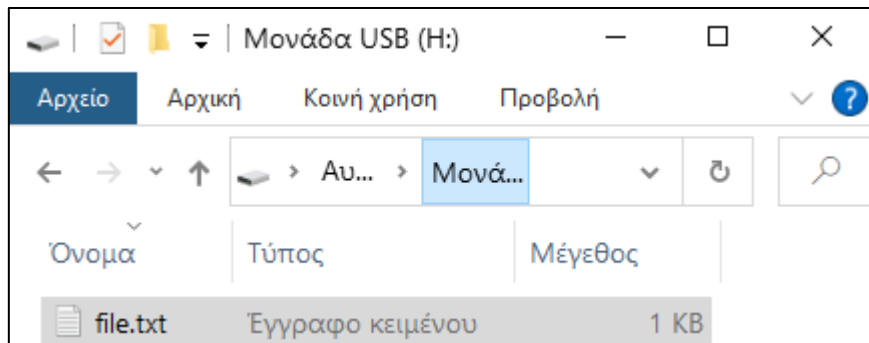 Μονάδα USB (H:)
Αρχείο Αρχική Κοινή χρήση Προβολή ?
Αυ... Μονά...
Όνομα Τύπος Μέγεθος
file.txt Έγγραφο κειμένου 1 KB